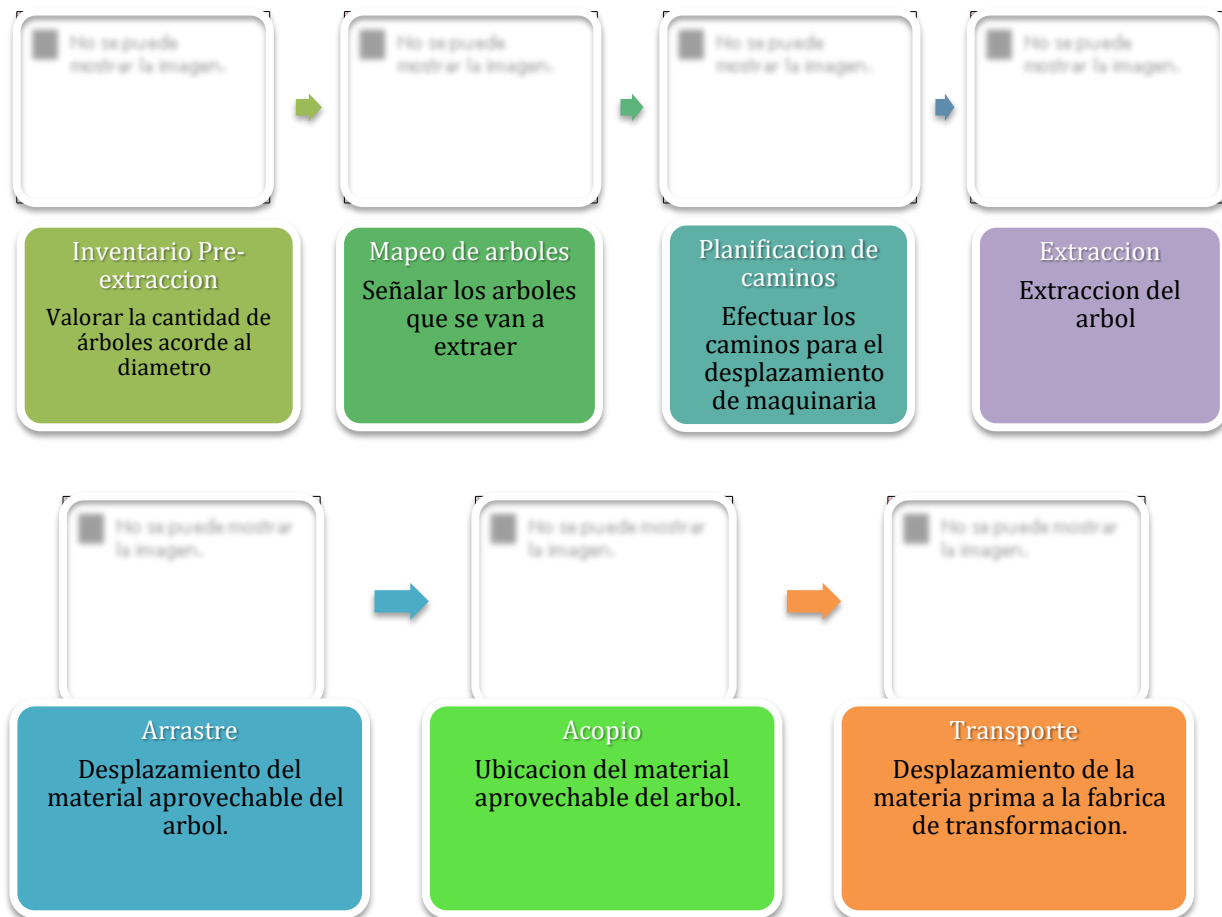 No se puede
mostrar la imagen.
No se puede
mostrar la imagen.
No se puede
mostrar la imagen.
No se puede
mostrar la imagen.
Inventario Pre-
extraccion
Valorar la cantidad de
árboles acorde al
diametro
Mapeo de arboles
Señalar los arboles
que se van a
extraer
Planificacion de
caminos
Efectuar los
caminos para el
desplazamiento
de maquinaria
Extraccion
Extraccion del
arbol
No se puede mostrar
la imagen.
No se puede mostrar
la imagen.
No se puede mostrar
la imagen.
Arrastre
Desplazamiento del
material aprovechable del
arbol.
Acopio
Ubicacion del material
aprovechable del arbol.
Transporte
Desplazamiento de la
materia prima a la fabrica
de transformacion.